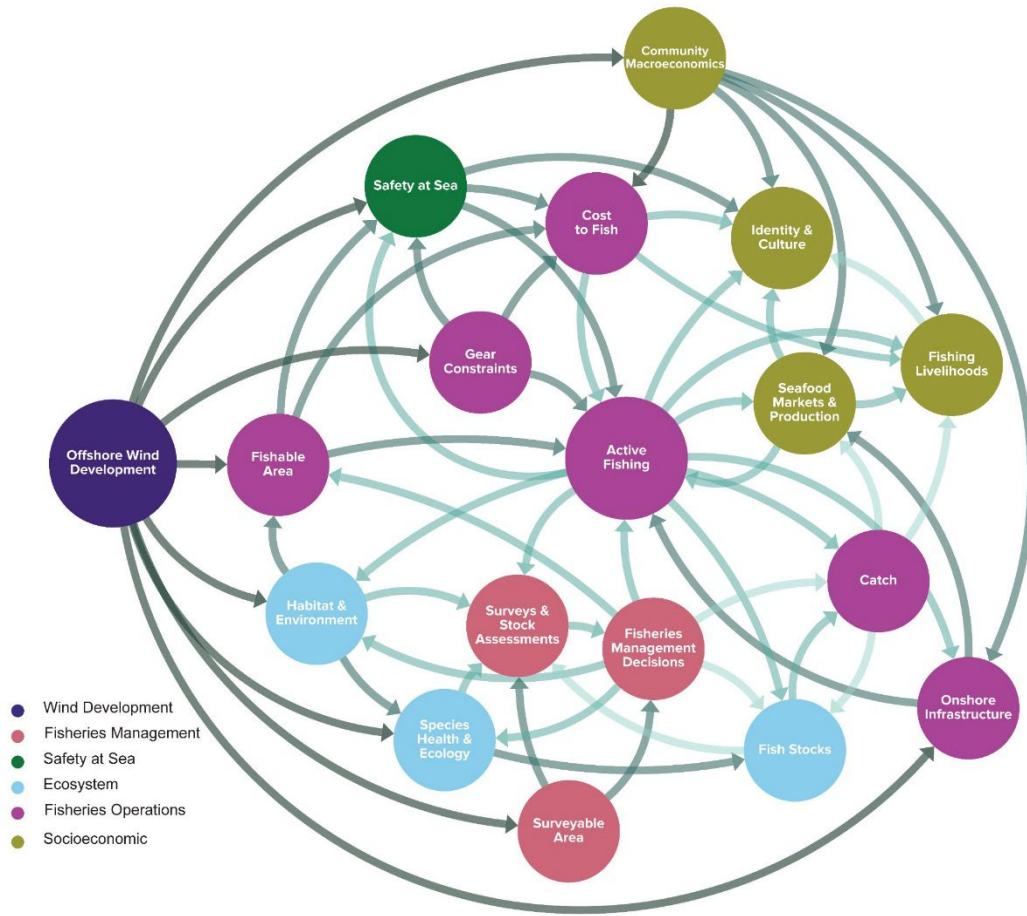 Community
Macroeconomics
Safety at Sea
Cost
to Fish
Identity &
Culture
Gear
Constraints
Fishing
Livelihoods
Seafood
Markets &
Production
Offshore Wind
Development
Fishable
Area
Active
Fishing
Catch
Habitat &
Environment
Surveys &
Stock
Assessments
Fisheries
Management
Decisions
Onshore
Infrastructure
Species
Health &
Ecology
Fish Stocks
Surveyable
Area
Wind Development
Fisheries Management
Safety at Sea
Ecosystem
Fisheries Operations
Socioeconomic